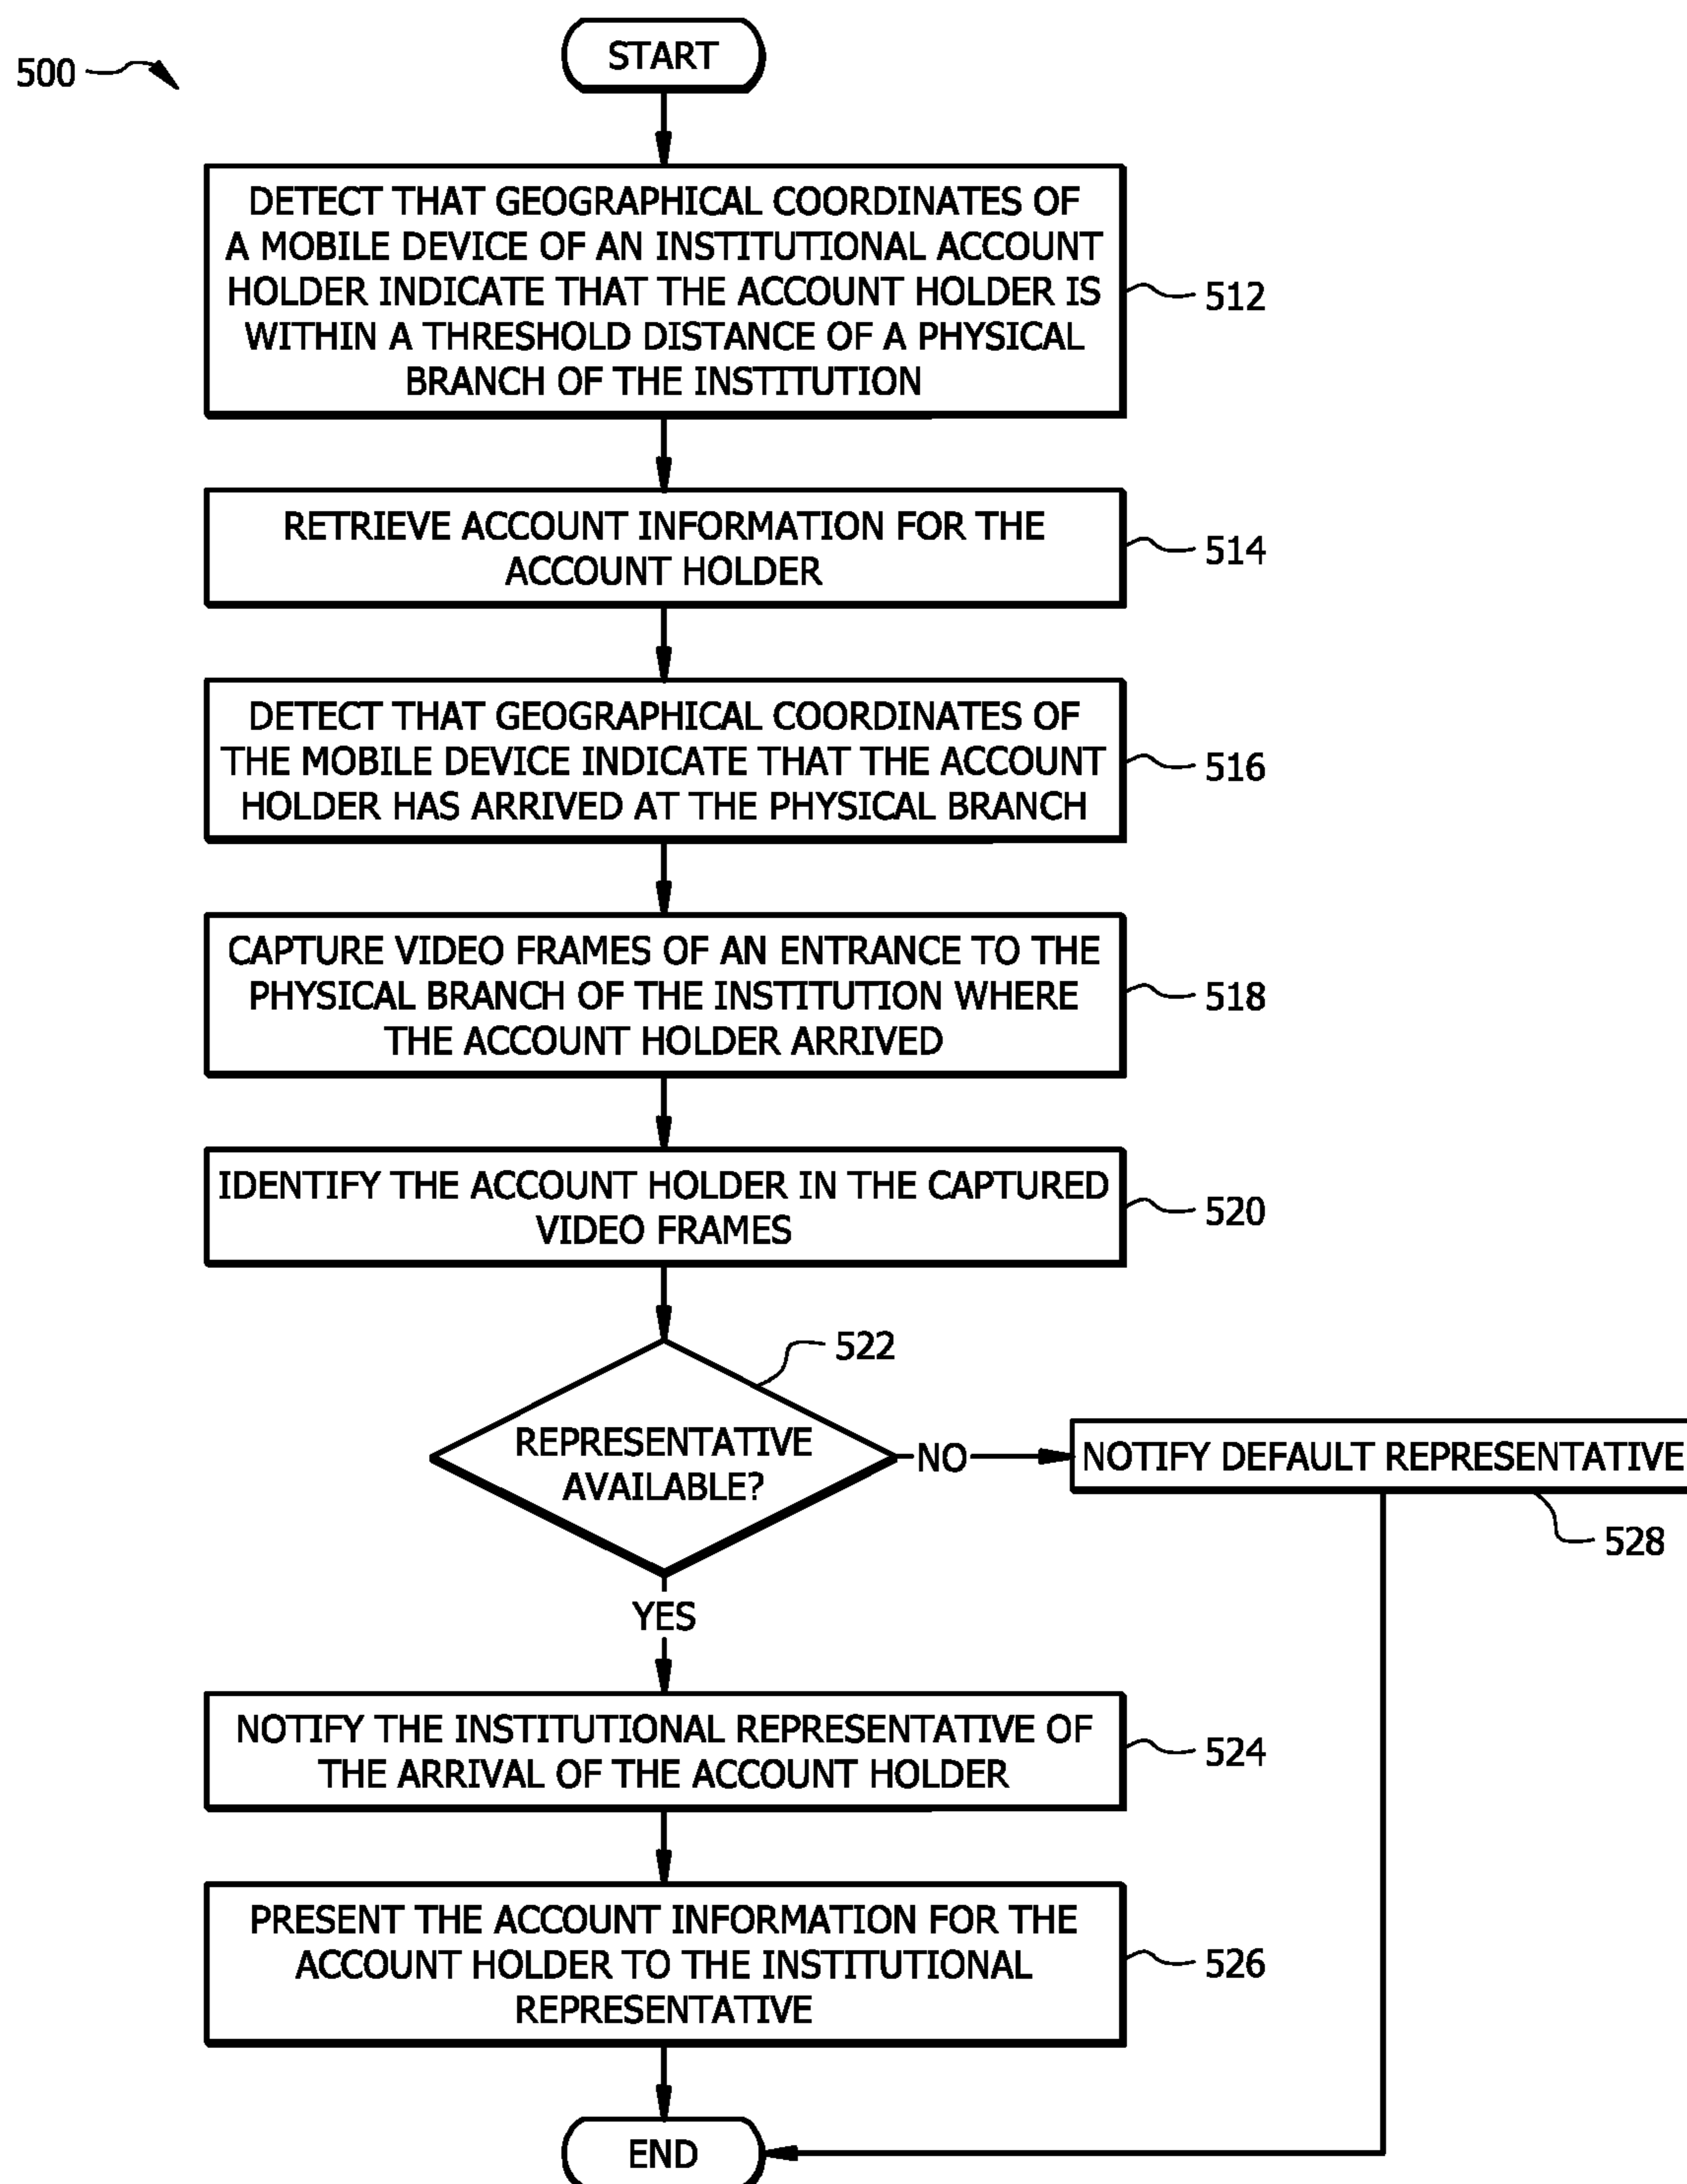 500
START
DETECT THAT GEOGRAPHICAL COORDINATES OF
A MOBILE DEVICE OF AN INSTITUTIONAL ACCOUNT
HOLDER INDICATE THAT THE ACCOUNT HOLDER IS
WITHIN A THRESHOLD DISTANCE OF A PHYSICAL
BRANCH OF THE INSTITUTION
512
RETRIEVE ACCOUNT INFORMATION FOR THE
ACCOUNT HOLDER
514
DETECT THAT GEOGRAPHICAL COORDINATES OF
THE MOBILE DEVICE INDICATE THAT THE ACCOUNT
HOLDER HAS ARRIVED AT THE PHYSICAL BRANCH
516
CAPTURE VIDEO FRAMES OF AN ENTRANCE TO THE
PHYSICAL BRANCH OF THE INSTITUTION WHERE
THE ACCOUNT HOLDER ARRIVED
518
IDENTIFY THE ACCOUNT HOLDER IN THE CAPTURED
VIDEO FRAMES
520
522
REPRESENTATIVE
AVAILABLE?
NO
NOTIFY DEFAULT REPRESENTATIVE
528
YES
NOTIFY THE INSTITUTIONAL REPRESENTATIVE OF
THE ARRIVAL OF THE ACCOUNT HOLDER
524
PRESENT THE ACCOUNT INFORMATION FOR THE
ACCOUNT HOLDER TO THE INSTITUTIONAL
REPRESENTATIVE
526
END